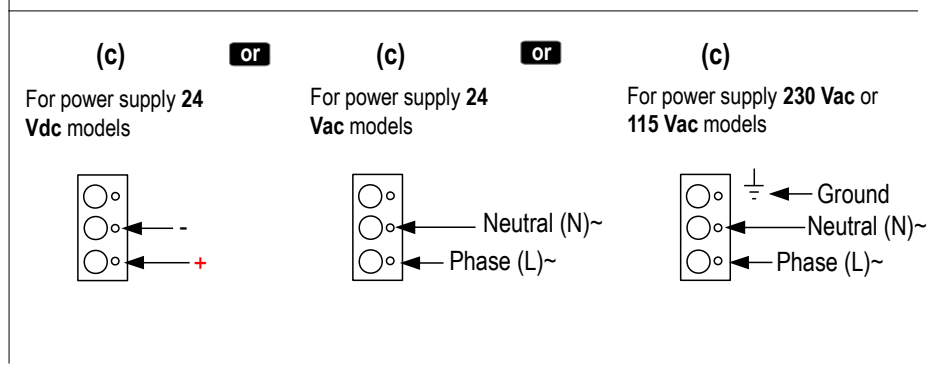 (c)
or
(c)
or
(c)
For power supply 24
Vdc models
For power supply 24
Vac models
For power supply 230 Vac or
115 Vac models
-
+
Neutral (N)~
Phase (L)~
Ground
Neutral (N)~
Phase (L)~